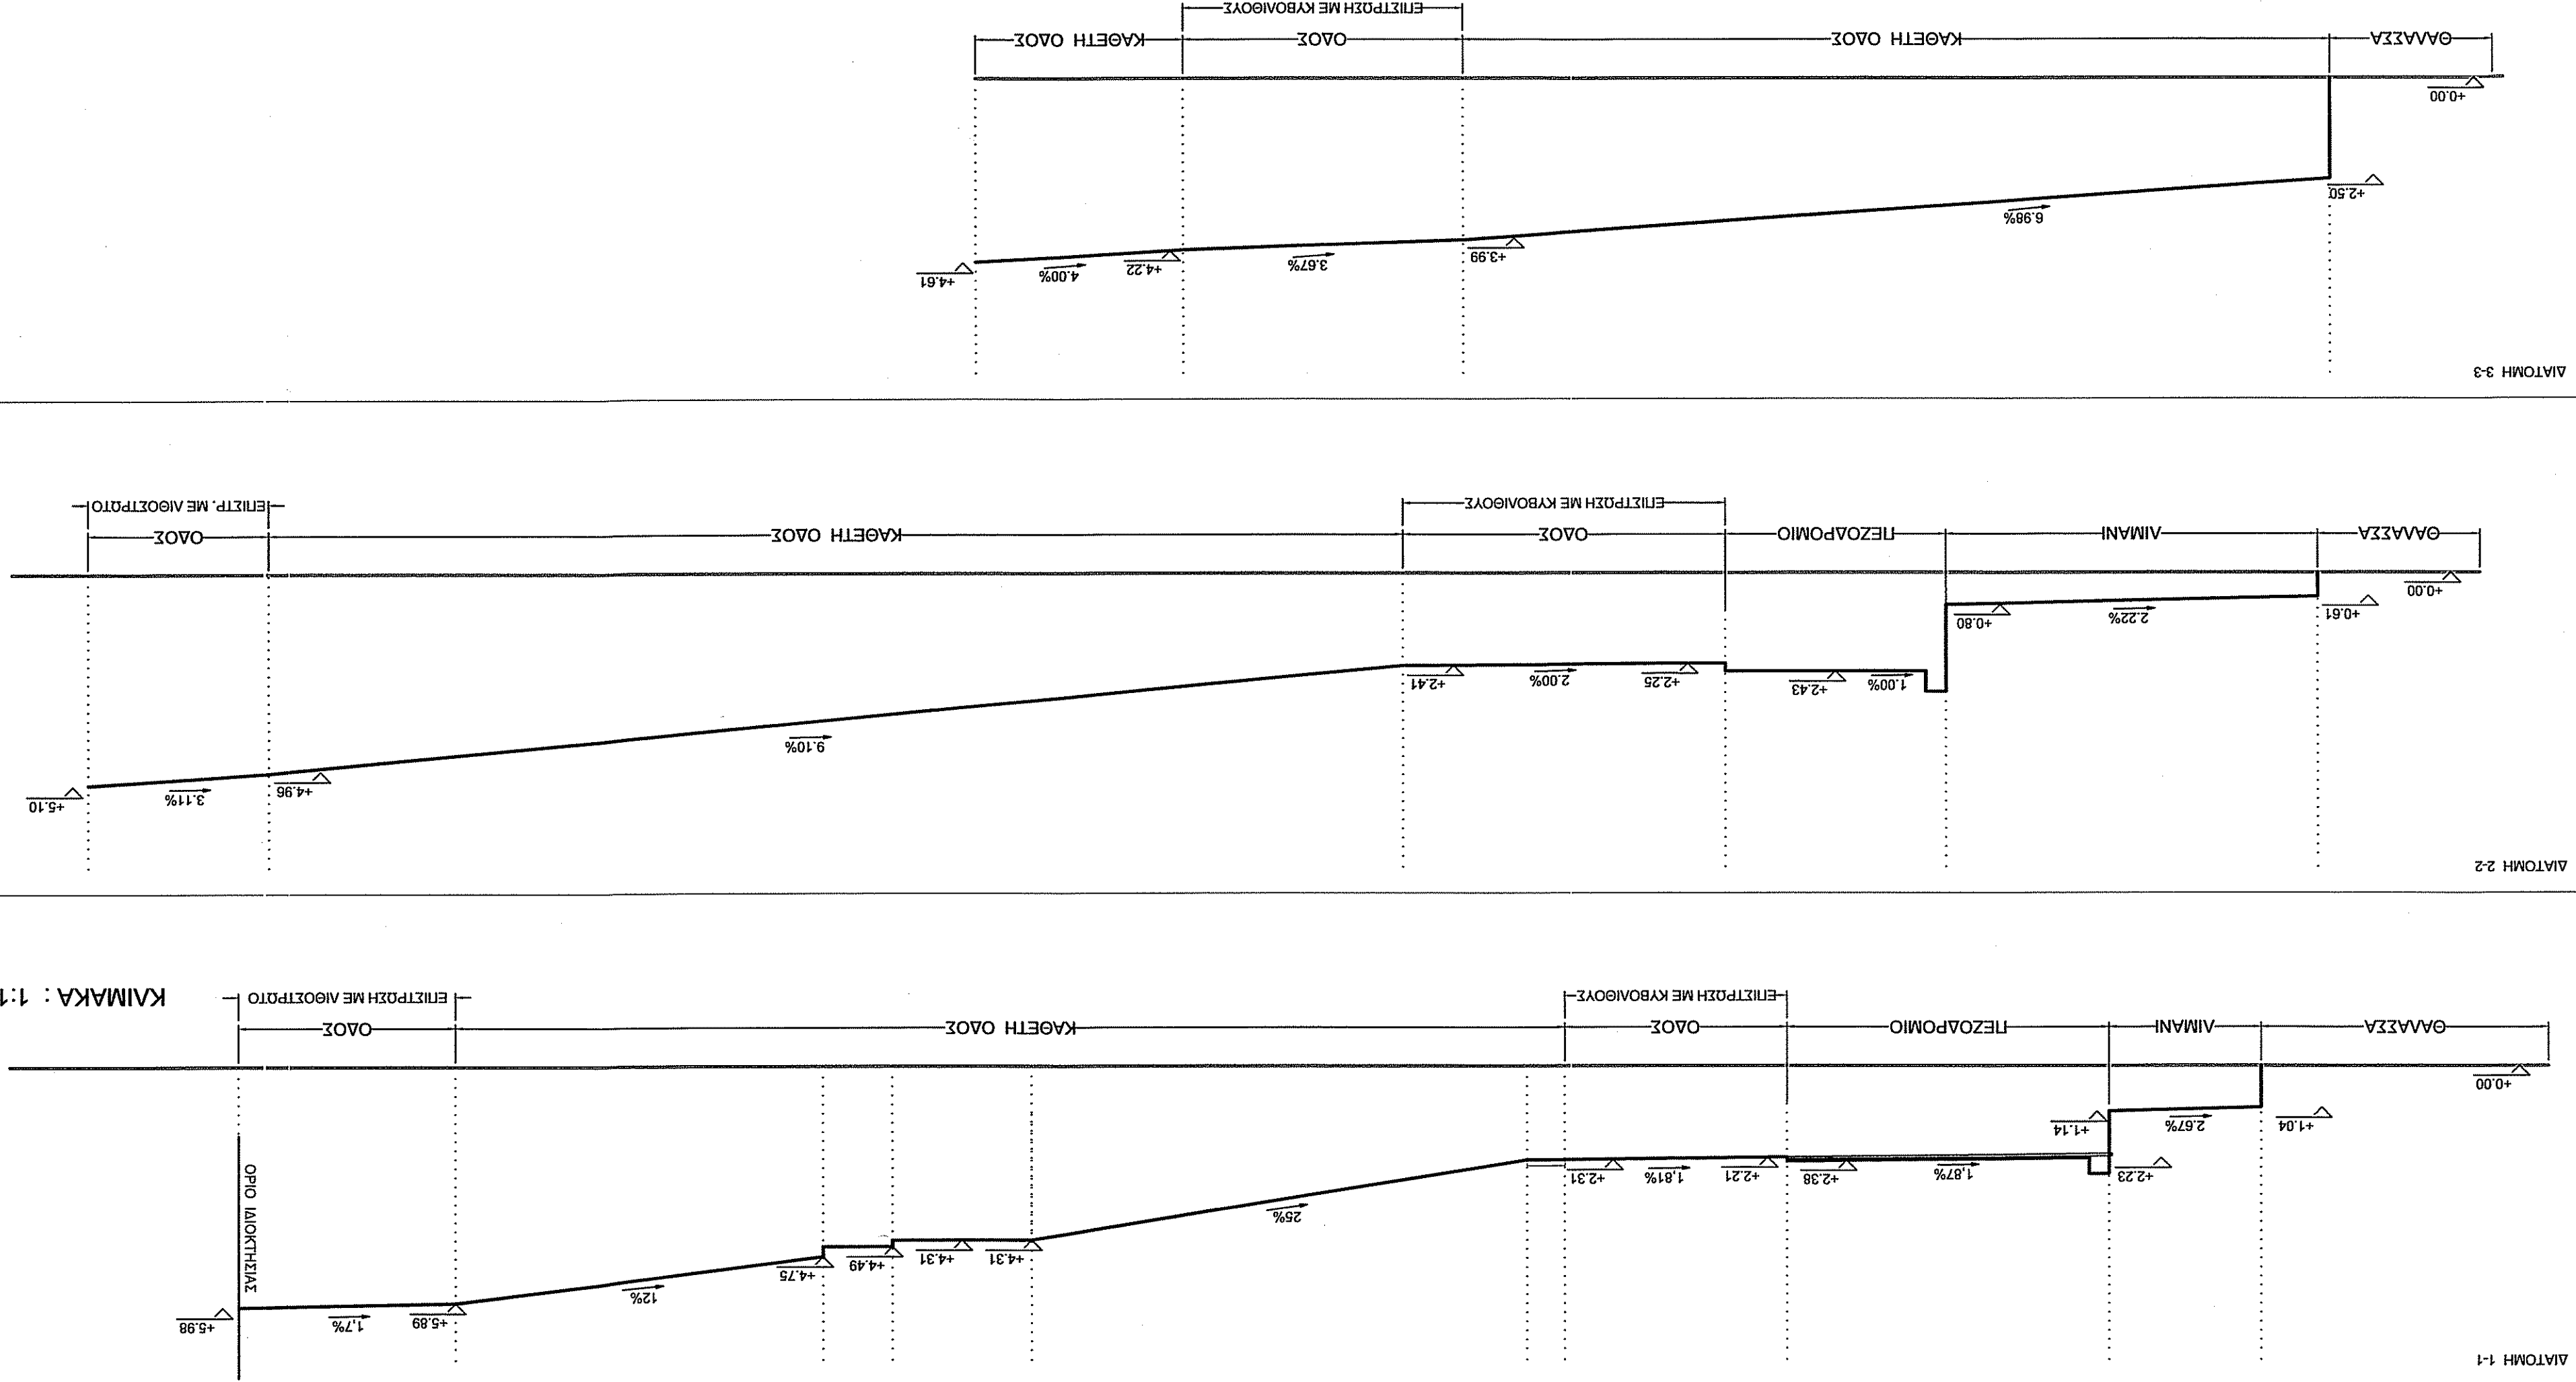 ΔΙΑΤΟΜΗ 1-1
+5.98
1,7%
+5.89
ΟΡΙΟ ΙΔΙΟΚΤΗΣΙΑΣ
12%
+4.75
+4.49
+4.31
+4.31
25%
+2.23
1,87%
+2.38
+2.21
1,81%
+2.31
+1.04
2.67%
+1.14
+0.00
ΘΑΛΑΣΣΑ
ΛΙΜΑΝΙ
ΠΕΖΟΔΡΟΜΙΟ
ΟΔΟΣ
ΚΑΘΕΤΗ ΟΔΟΣ
ΟΔΟΣ
ΕΠΙΣΤΡΩΣΗ ΜΕ ΚΥΒΟΛΙΘΟΥΣ
ΕΠΙΣΤΡΩΣΗ ΜΕ ΛΙΘΟΣΤΡΩΤΟ
ΚΛΙΜΑΚΑ : 1:1
ΔΙΑΤΟΜΗ 2-2
+5.10
3.11%
+4.96
9.10%
1.00%
+2.43
+2.25
2.00%
+2.41
+0.61
2.22%
+0.80
+0.00
ΘΑΛΑΣΣΑ
ΛΙΜΑΝΙ
ΠΕΖΟΔΡΟΜΙΟ
ΟΔΟΣ
ΚΑΘΕΤΗ ΟΔΟΣ
ΟΔΟΣ
ΕΠΙΣΤΡΩΣΗ ΜΕ ΚΥΒΟΛΙΘΟΥΣ
ΕΠΙΣΤΡ. ΜΕ ΛΙΘΟΣΤΡΩΤΟ
ΔΙΑΤΟΜΗ 3-3
+4.61
4.00%
+4.22
3.67%
+3.99
6.98%
+2.50
+0.00
ΘΑΛΑΣΣΑ
ΚΑΘΕΤΗ ΟΔΟΣ
ΟΔΟΣ
ΚΑΘΕΤΗ ΟΔΟΣ
ΕΠΙΣΤΡΩΣΗ ΜΕ ΚΥΒΟΛΙΘΟΥΣ